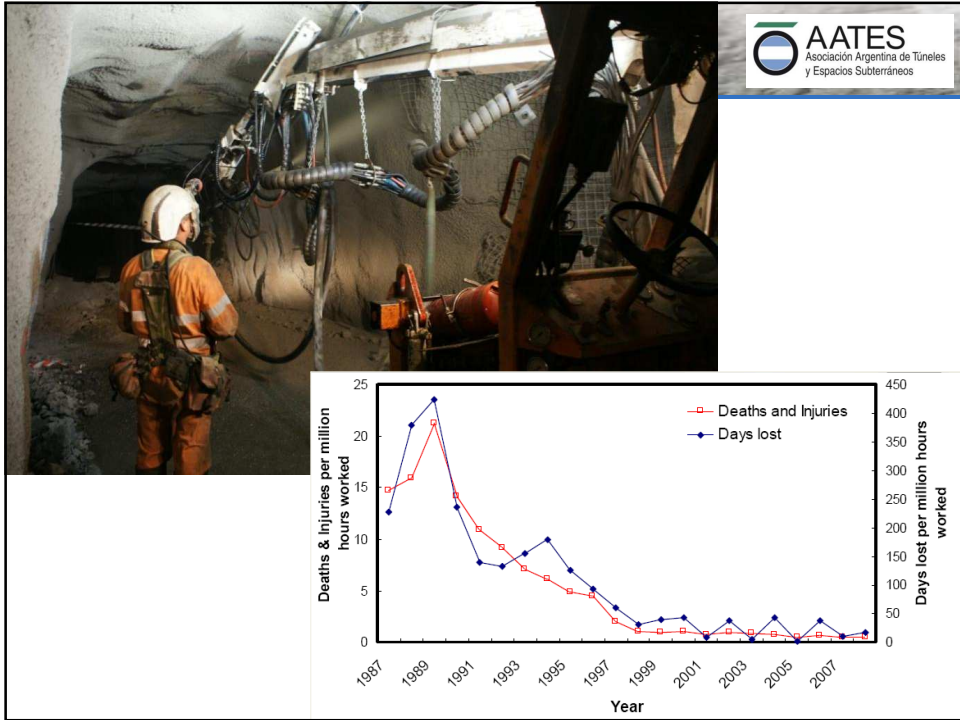 AATES
Asociación Argentina de Túneles
y Espacios Subterráneos
25
20
15
10
5
0
Deaths & Injuries per million
hours worked
Deaths and Injuries
Days lost
450
400
350
300
250
200
150
100
50
0
Days lost per million hours
worked
1987
1989
1991
1993
1995
1997
1999
2001
2003
2005
2007
Year